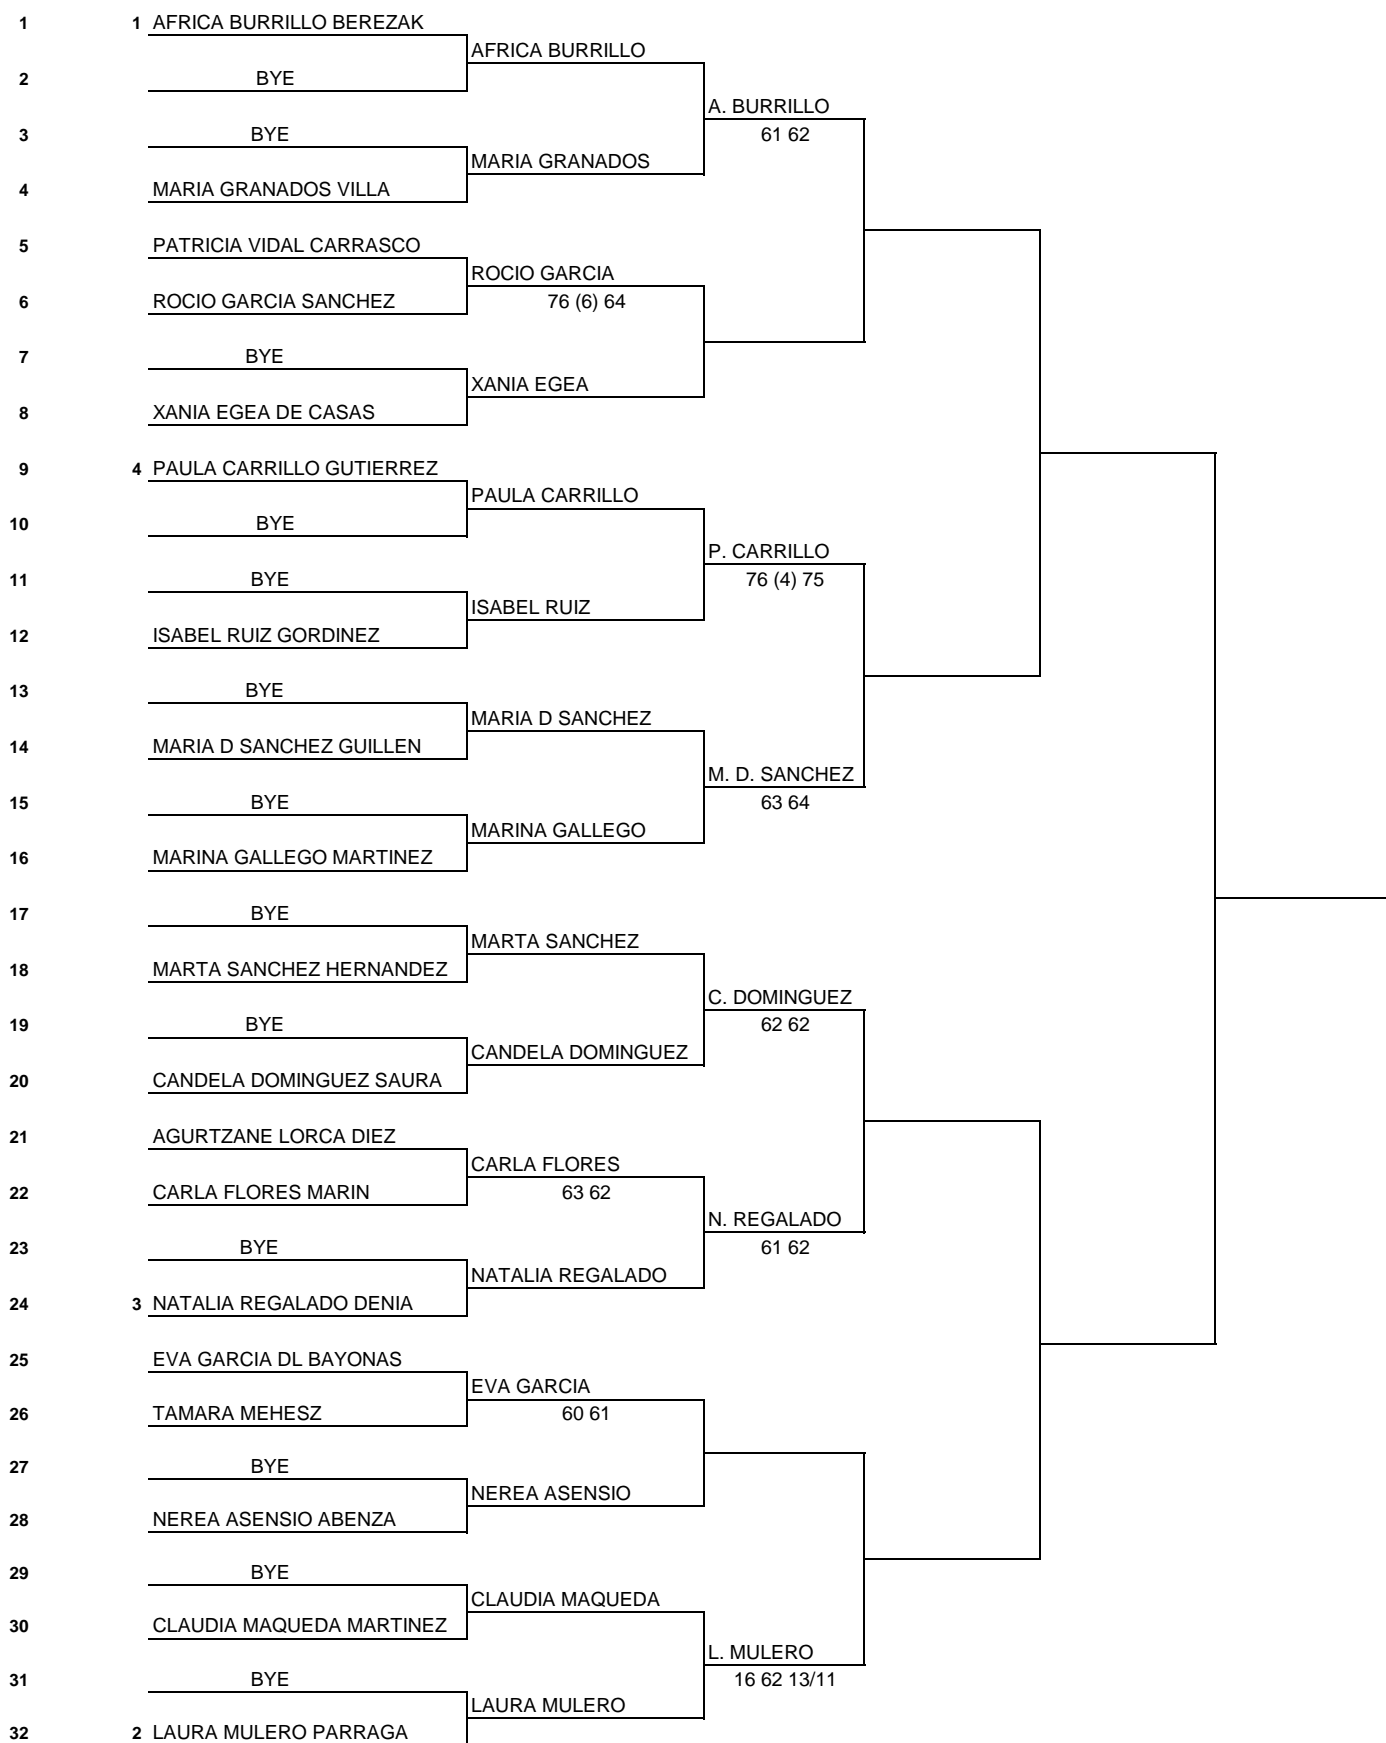 1 1 AFRICA BURRILLO BEREZAK
AFRICA BURRILLO
2 BYE
A. BURRILLO
3 BYE 61 62
MARIA GRANADOS
4 MARIA GRANADOS VILLA
5 PATRICIA VIDAL CARRASCO
ROCIO GARCIA
6 ROCIO GARCIA SANCHEZ 76 (6) 64
7 BYE
XANIA EGEA
8 XANIA EGEA DE CASAS
9 4 PAULA CARRILLO GUTIERREZ
PAULA CARRILLO
10 BYE
P. CARRILLO
11 BYE 76 (4) 75
ISABEL RUIZ
12 ISABEL RUIZ GORDINEZ
13 BYE
MARIA D SANCHEZ
14 MARIA D SANCHEZ GUILLEN
M. D. SANCHEZ
15 BYE 63 64
MARINA GALLEGO
16 MARINA GALLEGO MARTINEZ
17 BYE
MARTA SANCHEZ
18 MARTA SANCHEZ HERNANDEZ
C. DOMINGUEZ
19 BYE 62 62
CANDELA DOMINGUEZ
20 CANDELA DOMINGUEZ SAURA
21 AGURTZANE LORCA DIEZ
CARLA FLORES
22 CARLA FLORES MARIN 63 62
N. REGALADO
23 BYE 61 62
NATALIA REGALADO
24 3 NATALIA REGALADO DENIA
25 EVA GARCIA DL BAYONAS
EVA GARCIA
26 TAMARA MEHESZ 60 61
27 BYE
NEREA ASENSIO
28 NEREA ASENSIO ABENZA
29 BYE
CLAUDIA MAQUEDA
30 CLAUDIA MAQUEDA MARTINEZ
L. MULERO
31 BYE 16 62 13/11
LAURA MULERO
32 2 LAURA MULERO PARRAGA